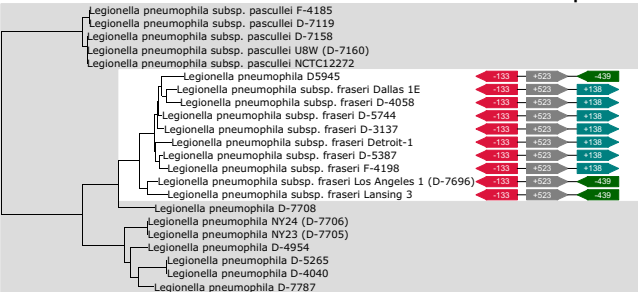 Legionella pneumophila subsp. pascullei F-4185
Legionella pneumophila subsp. pascullei D-7119
Legionella pneumophila subsp. pascullei D-7158
Legionella pneumophila subsp. pascullei U8W (D-7160)
Legionella pneumophila subsp. pascullei NCTC12272
Legionella pneumophila D5945 -133 +523 -439
Legionella pneumophila subsp. fraseri Dallas 1E -133 +523 +138
Legionella pneumophila subsp. fraseri D-4058 -133 +523 +138
Legionella pneumophila subsp. fraseri D-5744 -133 +523 +138
Legionella pneumophila subsp. fraseri D-3137 -133 +523 +138
Legionella pneumophila subsp. fraseri Detroit-1 -133 +523 +138
Legionella pneumophila subsp. fraseri D-5387 -133 +523 +138
Legionella pneumophila subsp. fraseri F-4198 -133 +523 +138
Legionella pneumophila subsp. fraseri Los Angeles 1 (D-7696) -133 +523 -439
Legionella pneumophila subsp. fraseri Lansing 3 -133 +523 -439
Legionella pneumophila D-7708
Legionella pneumophila NY24 (D-7706)
Legionella pneumophila NY23 (D-7705)
Legionella pneumophila D-4954
Legionella pneumophila D-5265
Legionella pneumophila D-4040
Legionella pneumophila D-7787